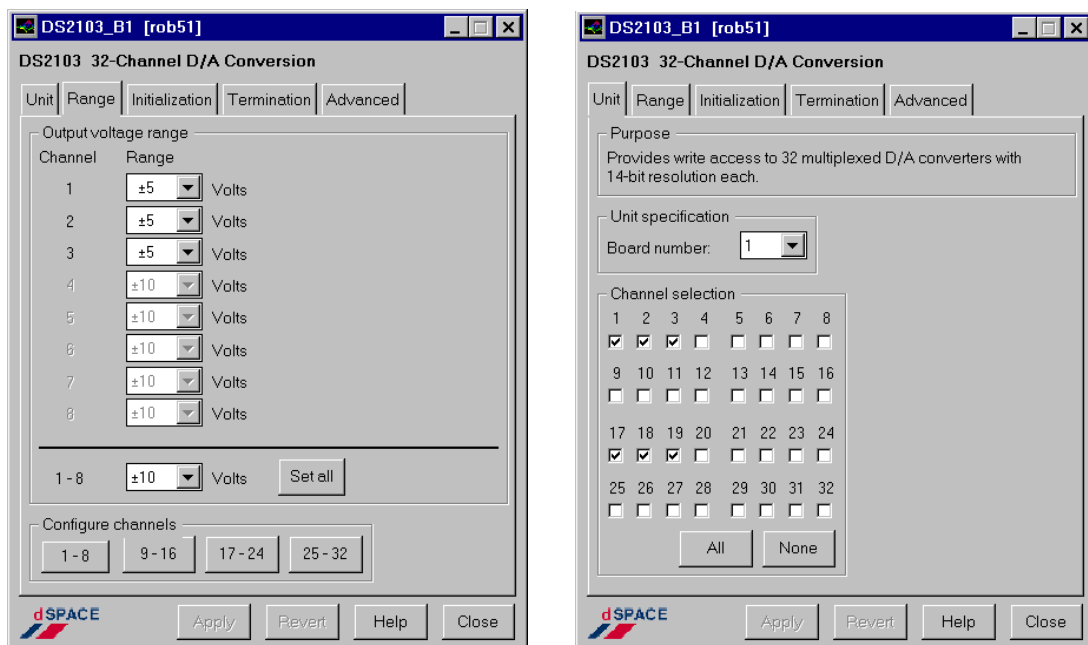 DS2103_B1 [rob51]
DS2103 32-Channel D/A Conversion
Unit Range Initialization Termination Advanced
Output voltage range
Channel Range
1 ±5 Volts
2 ±5 Volts
3 ±5 Volts
4 ±10 Volts
5 ±10 Volts
6 ±10 Volts
7 ±10 Volts
8 ±10 Volts
1 - 8 ±10 Volts Set all
Configure channels
1 - 8 9 - 16 17 - 24 25 - 32
dSPACE Apply Revert Help Close
DS2103_B1 [rob51]
DS2103 32-Channel D/A Conversion
Unit Range Initialization Termination Advanced
Purpose
Provides write access to 32 multiplexed D/A converters with
14-bit resolution each.
Unit specification
Board number: 1
Channel selection
1 2 3 4 5 6 7 8
9 10 11 12 13 14 15 16
17 18 19 20 21 22 23 24
25 26 27 28 29 30 31 32
All None
dSPACE Apply Revert Help Close